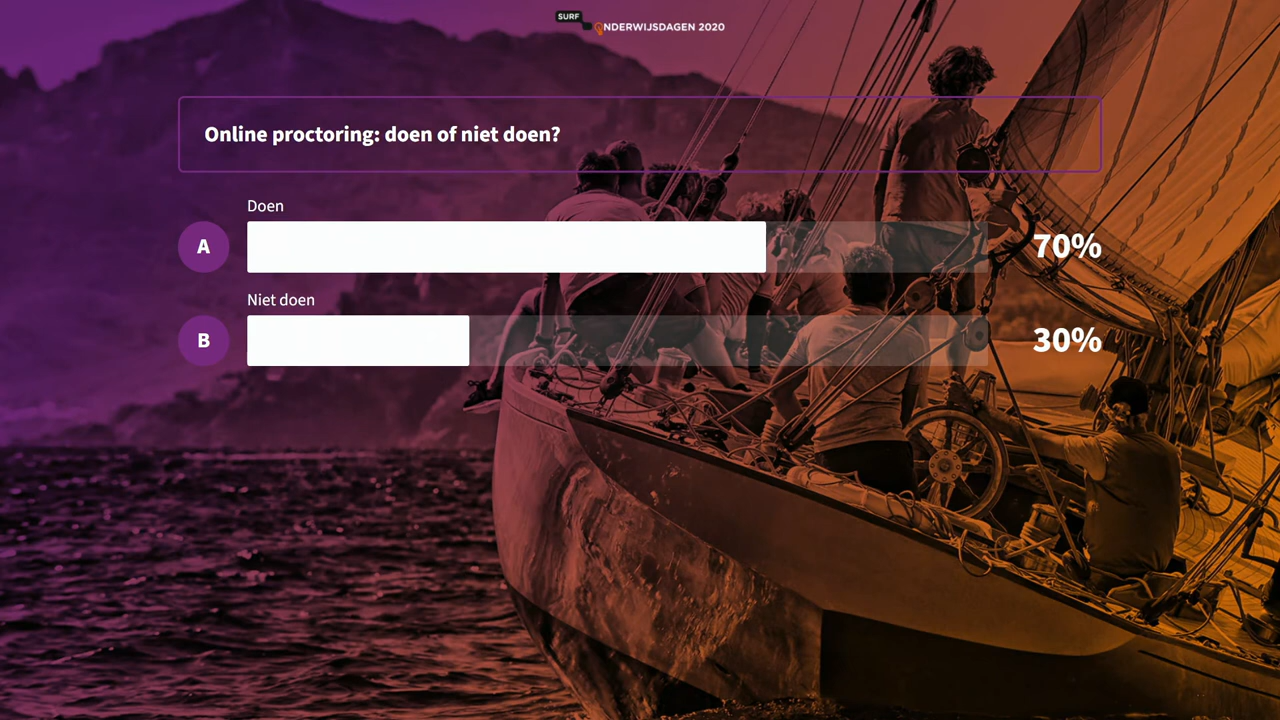 SURF
ONDERWIJSDAGEN 2020
Online proctoring: doen of niet doen?
Doen
A
70%
Niet doen
B
30%